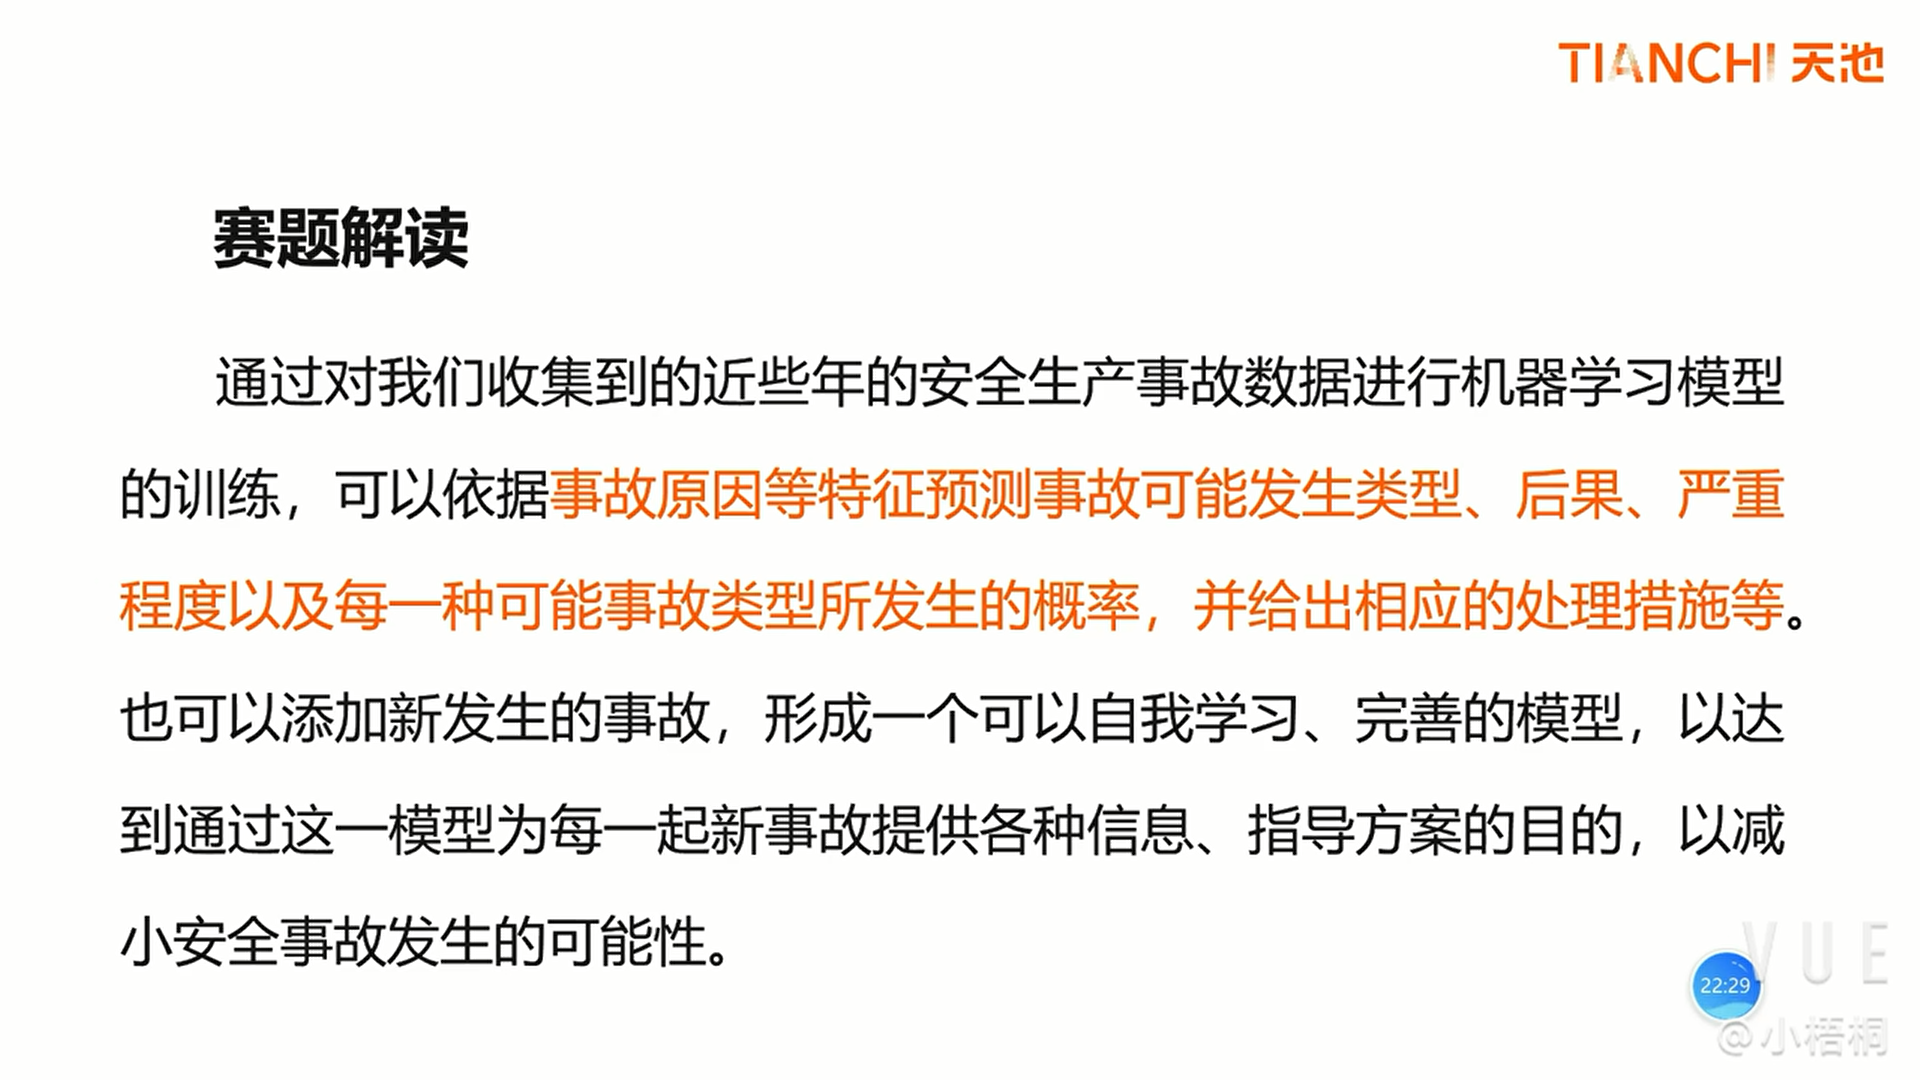 TIANCHI 天池
赛题解读
通过对我们收集到的近些年的安全生产事故数据进行机器学习模型
的训练，可以依据事故原因等特征预测事故可能发生类型、后果、严重
程度以及每一种可能事故类型所发生的概率，并给出相应的处理措施等。
也可以添加新发生的事故，形成一个可以自我学习、完善的模型，以达
到通过这一模型为每一起新事故提供各种信息、指导方案的目的，以减
小安全事故发生的可能性。
VUE
22:29
@小梧桐